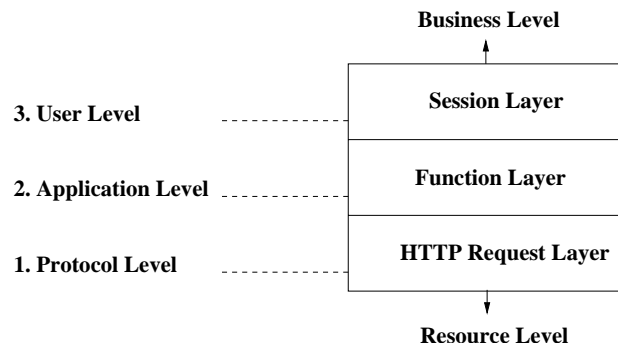 Business Level
Session Layer
3. User Level
Function Layer
2. Application Level
HTTP Request Layer
1. Protocol Level
Resource Level